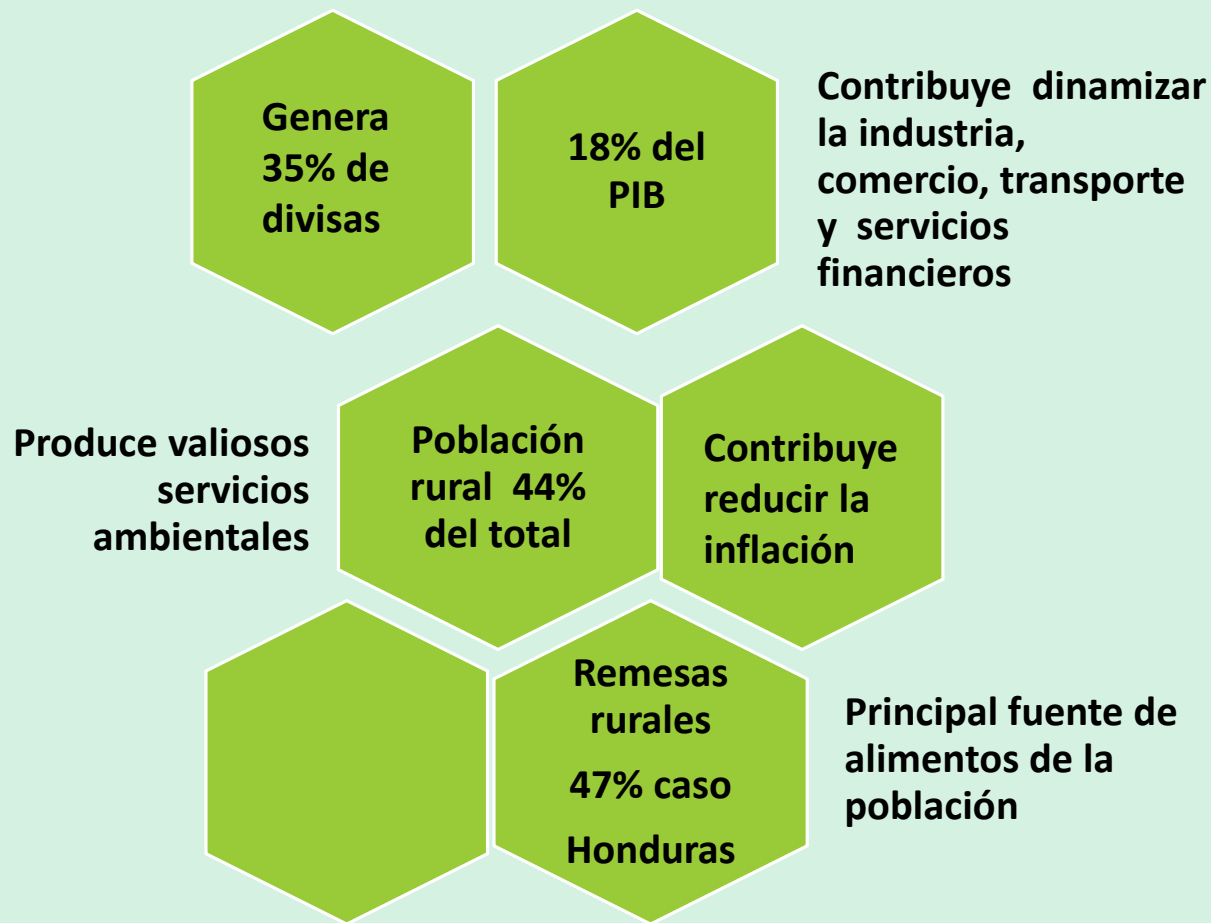 Genera
35% de
divisas
18% del
PIB
Contribuye dinamizar
la industria,
comercio, transporte
y servicios
financieros
Produce valiosos
servicios
ambientales
Población
rural 44%
del total
Contribuye
reducir la
inflación
Remesas
rurales
47% caso
Honduras
Principal fuente de
alimentos de la
población